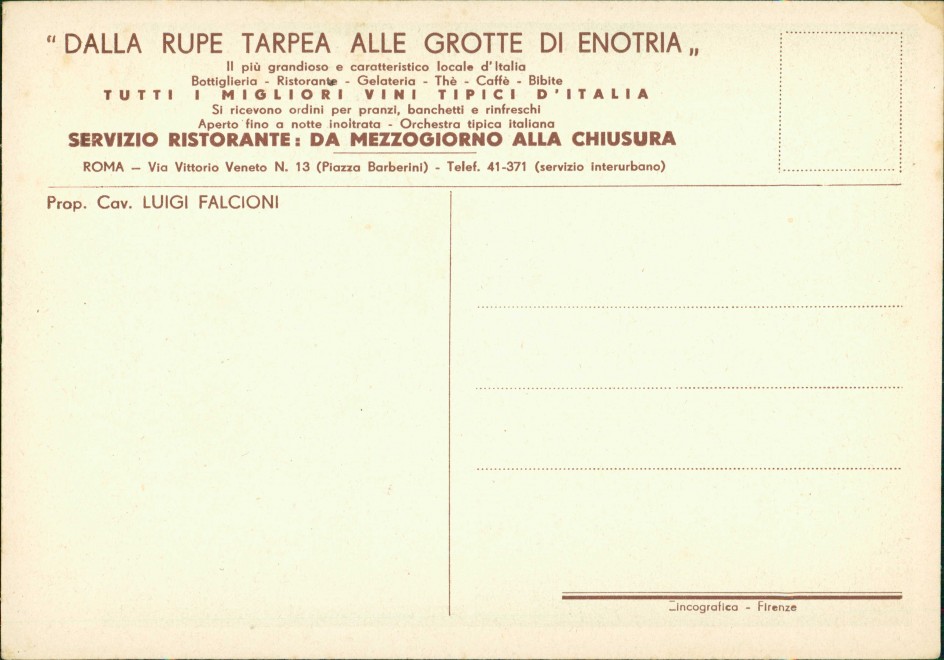 “ DALLA RUPE TARPEA ALLE GROTTE DI ENOTRIA „
Il più grandioso e caratteristico locale d'Italia
Bottiglieria - Ristorante - Gelateria - Thè - Caffè - Bibite
TUTTI I MIGLIORI VINI TIPICI D'ITALIA
Si ricevono ordini per pranzi, banchetti e rinfreschi
Aperto fino a notte inoltrata - Orchestra tipica italiana
SERVIZIO RISTORANTE: DA MEZZOGIORNO ALLA CHIUSURA
ROMA — Via Vittorio Veneto N. 13 (Piazza Barberini) - Telef. 41-371 (servizio interurbano)
Prop. Cav. LUIGI FALCIONI
Zincografica - Firenze